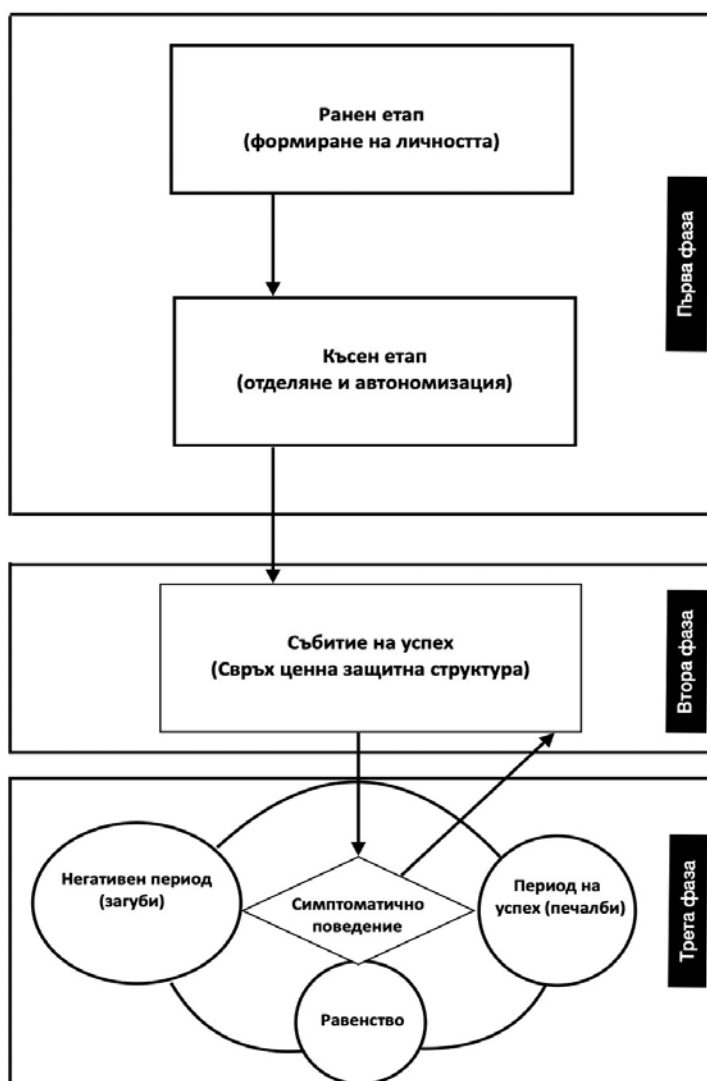 Ранен етап
(формиране на личността)
Първа фаза
Късен етап
(отделяне и автономизация)
Събитие на успех
(Свръх ценна защитна структура)
Втора фаза
Негативен период
(загуби)
Симптоматично
поведение
Период на
успех (печалби)
Равенство
Трета фаза